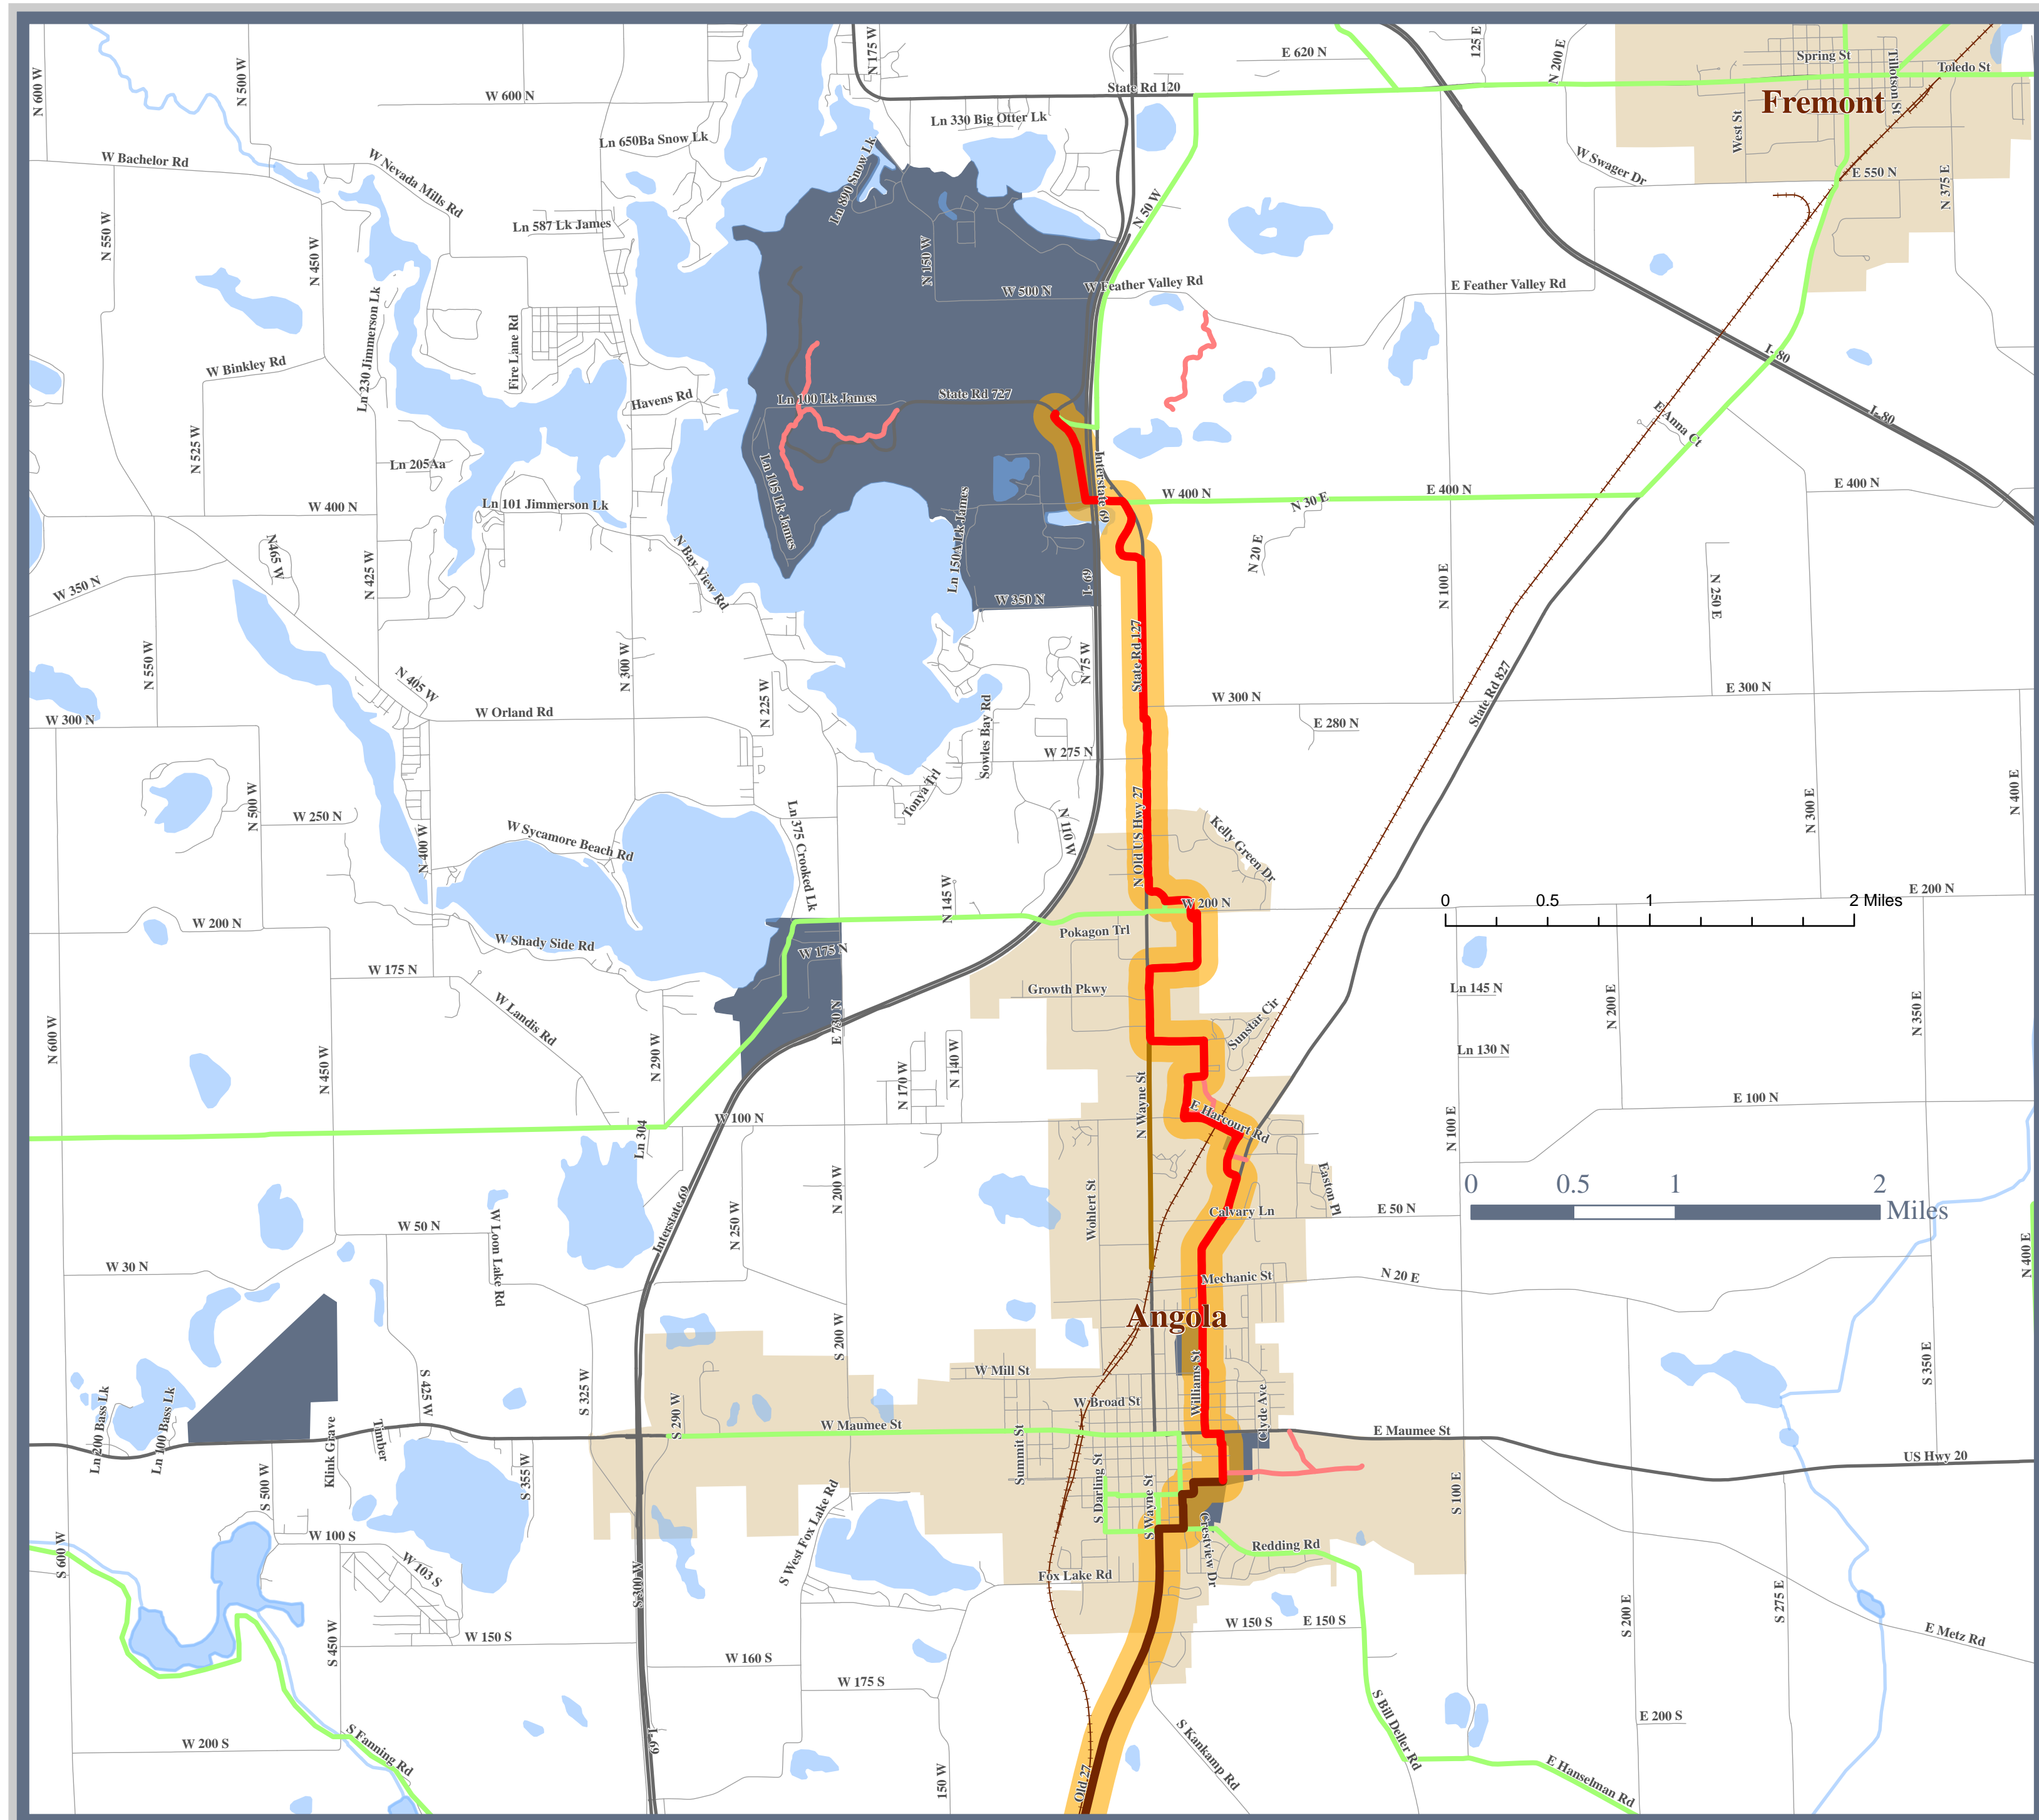 N 600 W
N 500 W
N 175 W
E 620 N
125 E
N 200 E
Spring St
Tillotson St
Toledo St
W 600 N
State Rd 120
Fremont
Ln 330 Big Otter Lk
Ln 650Ba Snow Lk
West St
W Bachelor Rd
W Nevada Mills Rd
Ln 890 Snow Lk
W Swager Dr
E 550 N
N 375 E
N 550 W
N 450 W
Ln 587 Lk James
N 150 W
N 50 W
W 500 N
W Feather Valley Rd
E Feather Valley Rd
Ln 230 Jimmerson Lk
Fire Lane Rd
W Binkley Rd
I- 80
Havens Rd
Ln 100 Lk James
State Rd 727
I- 80
E Anna Ct
N 525 W
Ln 205Aa
Ln 105 Lk James
Interstate 69
W 400 N
Ln 101 Jimmerson Lk
Ln 150A Lk James
W 400 N
N 30 E
E 400 N
E 400 N
N 465 W
N 425 W
N Bay View Rd
N 20 E
W 350 N
I- 69
W 350 N
N 100 E
N 250 E
N 550 W
N 405 W
N 300 W
N 225 W
N 75 W
State Rd 127
State Rd 827
W 300 N
W Orland Rd
Sowles Bay Rd
W 300 N
E 280 N
E 300 N
W 275 N
N 500 W
W 250 N
N 400 W
W Sycamore Beach Rd
Ln 375 Crooked Lk
Tonya Trl
N 110 W
N Old US Hwy 27
Kelly Green Dr
N 300 E
N 400 E
0 0.5 1 2 Miles
E 200 N
W 200 N
N 145 W
W 200 N
W Shady Side Rd
W 175 N
Pokagon Trl
W 175 N
Growth Pkwy
Ln 145 N
N 200 E
N 350 E
N 600 W
N 450 W
W Landis Rd
N 290 W
E 730 N
N 170 W
N 140 W
N Wayne St
Sunstar Cir
Ln 130 N
W 100 N
E Harcourt Rd
E 100 N
N 100 E
Ln 304
N 200 W
Wohlert St
Easton Pl
0 0.5 1 2
Miles
W 50 N
W Loon Lake Rd
Interstate 69
N 250 W
Calvary Ln
E 50 N
N 400 E
W 30 N
Mechanic St
N 20 E
Angola
S 200 W
S 350 E
W Mill St
Williams St
Clyde Ave
Ln 200 Bass Lk
Ln 100 Bass Lk
S 425 W
S 325 W
S 290 W
W Maumee St
W Broad St
E Maumee St
Klink Grave
Timber
Summit St
US Hwy 20
S 500 W
S 355 W
S Darling St
S Wayne St
S 100 E
S 600 W
W 100 S
S West Fox Lake Rd
Crestview Dr
Redding Rd
W 103 S
S 300 W
Fox Lake Rd
S 200 E
S 275 E
S 450 W
W 150 S
W 150 S
E 150 S
E Metz Rd
W 160 S
W 175 S
S Fanning Rd
W 200 S
I- 69
150 W
Old 27
S Kankamp Rd
S Bill Deller Rd
E 200 S
E Hanselman Rd